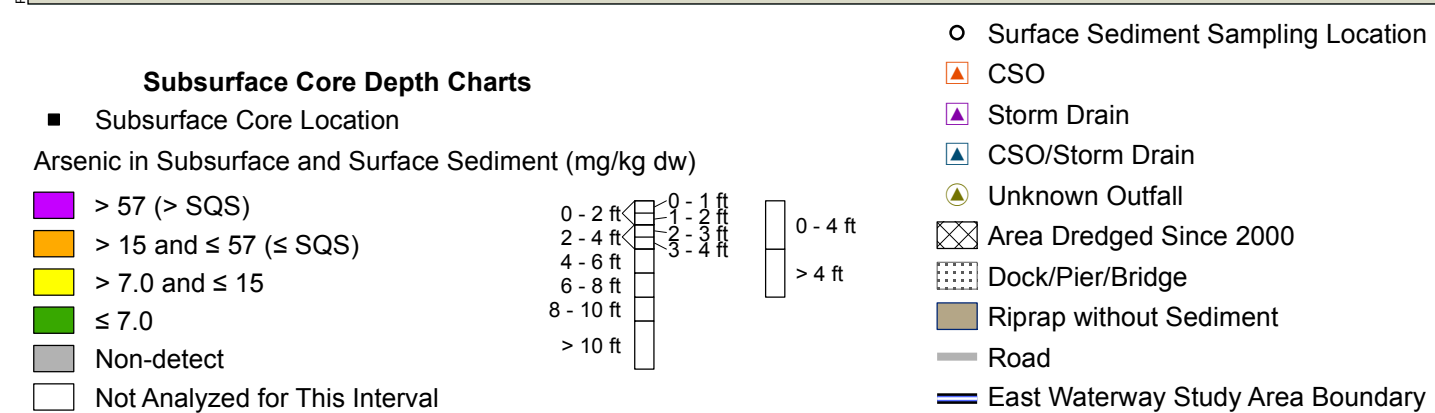 Subsurface Core Depth Charts
Subsurface Core Location
Arsenic in Subsurface and Surface Sediment (mg/kg dw)
> 57 (> SQS)
> 15 and ≤ 57 (≤ SQS)
> 7.0 and ≤ 15
≤ 7.0
Non-detect
Not Analyzed for This Interval
0 - 2 ft
2 - 4 ft
4 - 6 ft
6 - 8 ft
8 - 10 ft
> 10 ft
0 - 1 ft
1 - 2 ft
2 - 3 ft
3 - 4 ft
0 - 4 ft
> 4 ft
Surface Sediment Sampling Location
CSO
Storm Drain
CSO/Storm Drain
Unknown Outfall
Area Dredged Since 2000
Dock/Pier/Bridge
Riprap without Sediment
Road
East Waterway Study Area Boundary